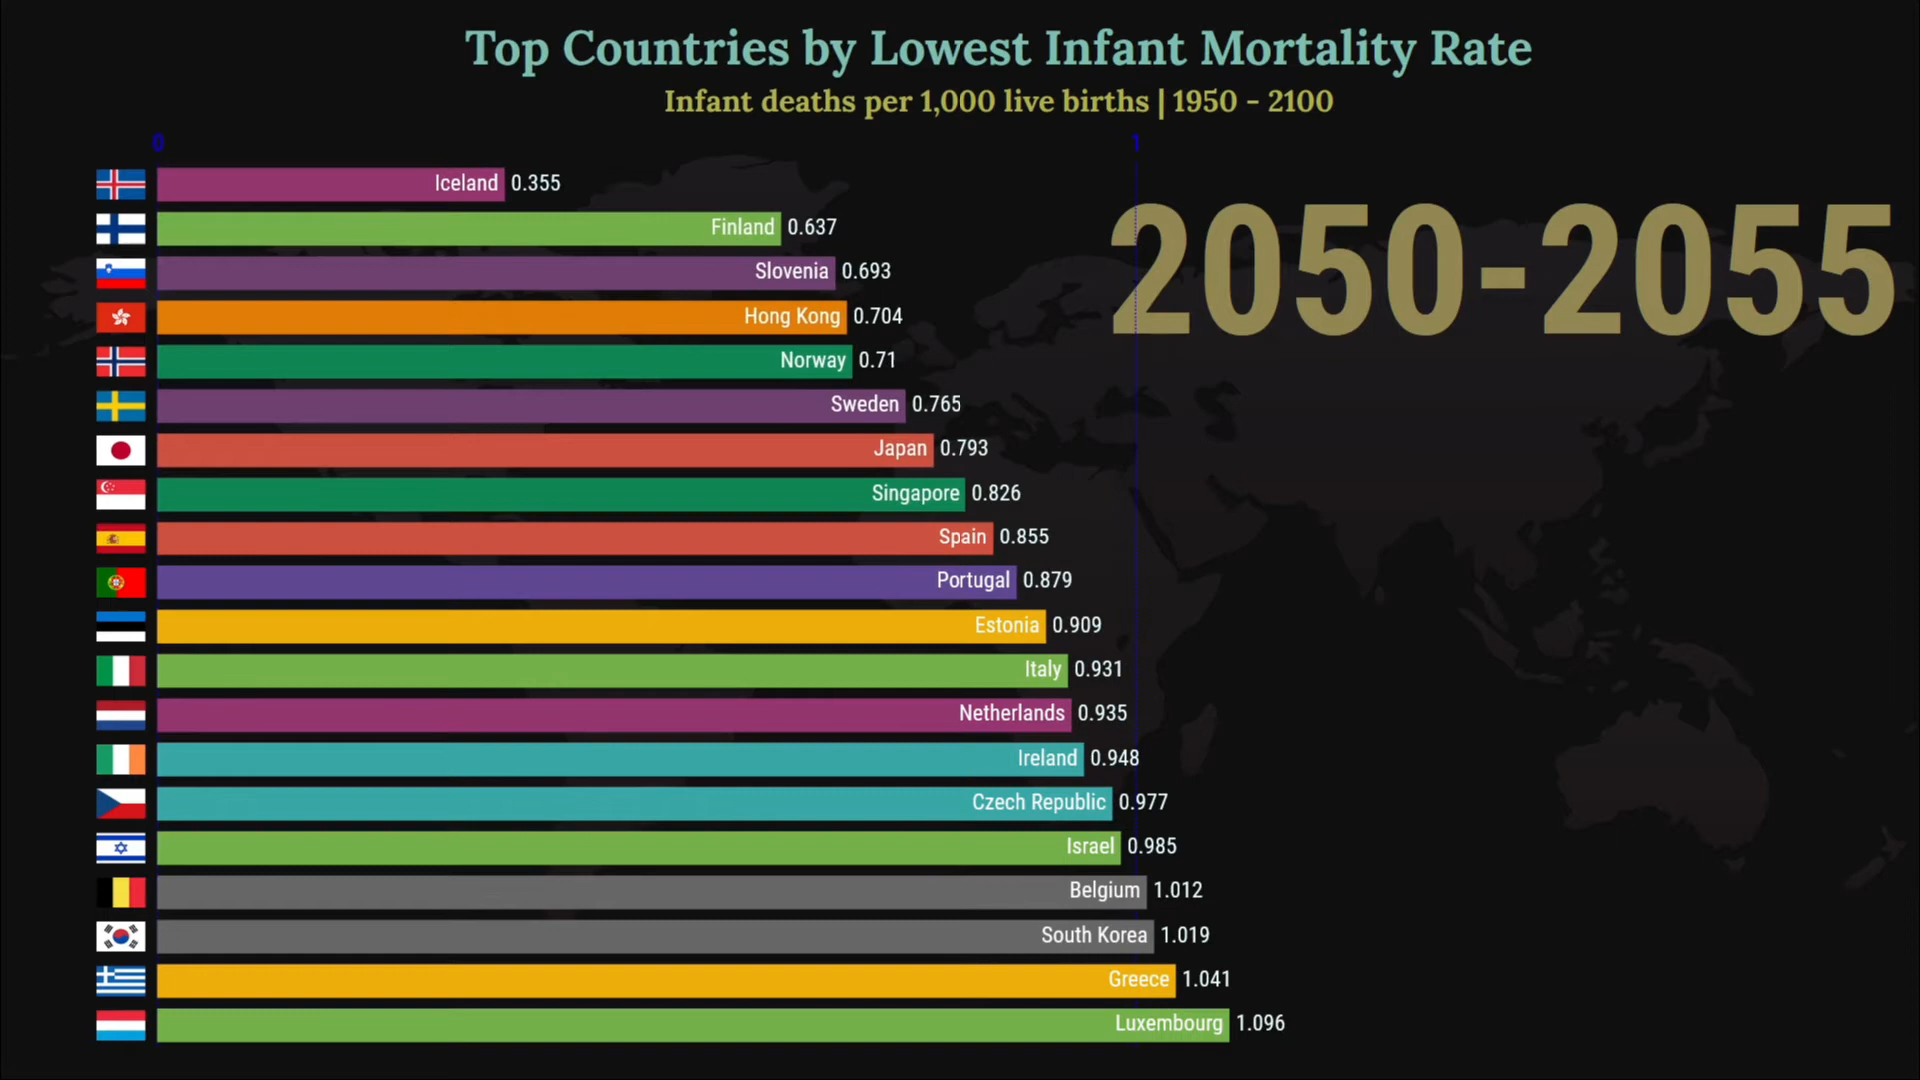 Top Countries by Lowest Infant Mortality Rate
Infant deaths per 1,000 live births | 1950 - 2100
0 1
2050-2055
Iceland 0.355
Finland 0.637
Slovenia 0.693
Hong Kong 0.704
Norway 0.71
Sweden 0.765
Japan 0.793
Singapore 0.826
Spain 0.855
Portugal 0.879
Estonia 0.909
Italy 0.931
Netherlands 0.935
Ireland 0.948
Czech Republic 0.977
Israel 0.985
Belgium 1.012
South Korea 1.019
Greece 1.041
Luxembourg 1.096